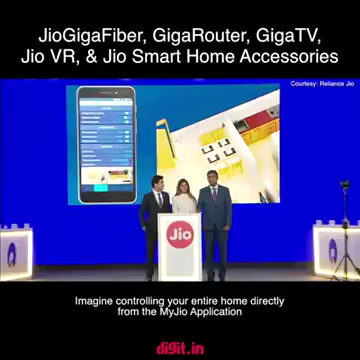 JioGigaFiber, GigaRouter, GigaTV,
Jio VR, & Jio Smart Home Accessories
Courtesy: Reliance Jio
Jio
Imagine controlling your entire home directly
from the MyJio Application
digit.in